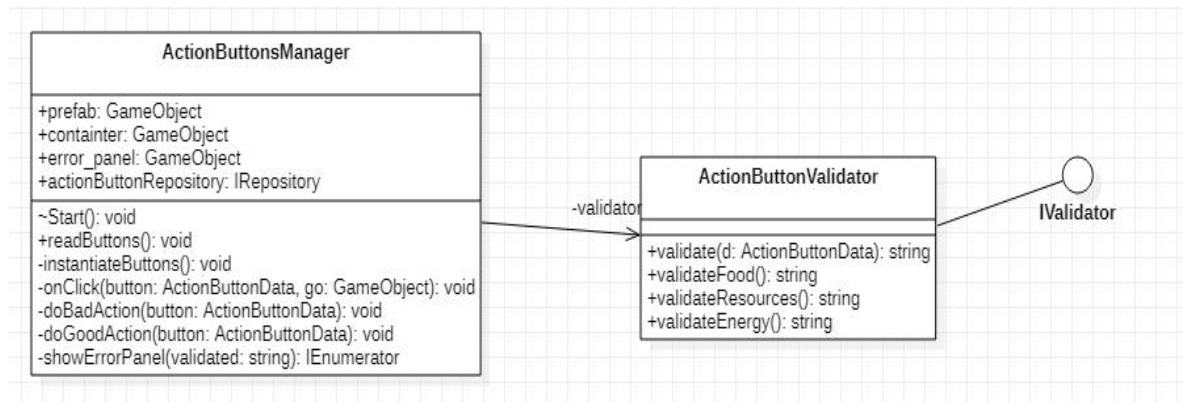 ActionButtonsManager
+prefab: GameObject
+containter: GameObject
+error_panel: GameObject
+actionButtonRepository: IRepository
~Start(): void
+readButtons(): void
-instantiateButtons(): void
-onClick(button: ActionButtonData, go: GameObject): void
-doBadAction(button: ActionButtonData): void
-doGoodAction(button: ActionButtonData): void
-showErrorPanel(validated: string): IEnumerator
-validator
ActionButtonValidator
+validate(d: ActionButtonData): string
+validateFood(): string
+validateResources(): string
+validateEnergy(): string
IValidator